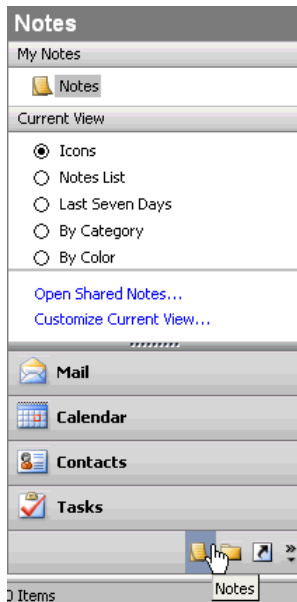 Notes
My Notes
Notes
Current View
Icons
Notes List
Last Seven Days
By Category
By Color
Open Shared Notes...
Customize Current View...
Mail
Calendar
Contacts
Tasks
Notes
0 Items